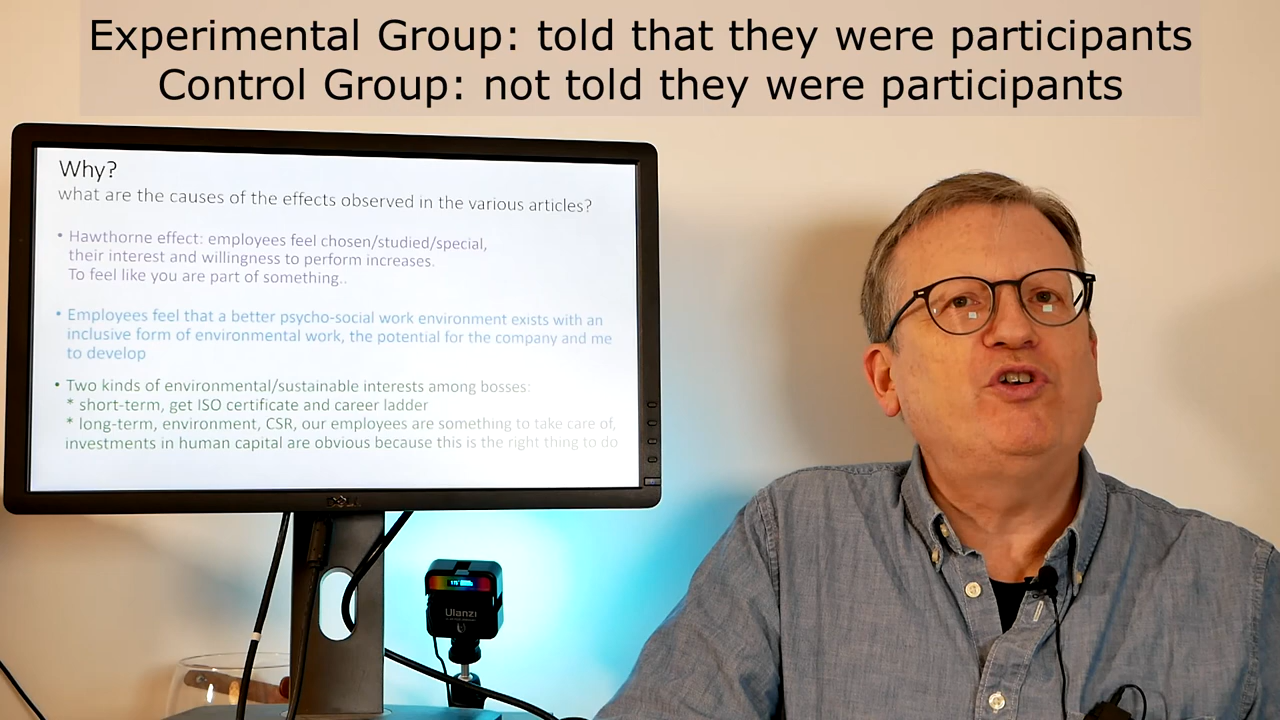 Experimental Group: told that they were participants
Control Group: not told they were participants
Why?
what are the causes of the effects observed in the various articles?
• Hawthorne effect: employees feel chosen/studied/special,
their interest and willingness to perform increases.
To feel like you are part of something..
• Employees feel that a better psycho-social work environment exists with an
inclusive form of environmental work, the potential for the company and me
to develop
• Two kinds of environmental/sustainable interests among bosses:
* short-term, get ISO certificate and career ladder
* long-term, environment, CSR, our employees are something to take care of,
investments in human capital are obvious because this is the right thing to do
DELL
Ulanzi